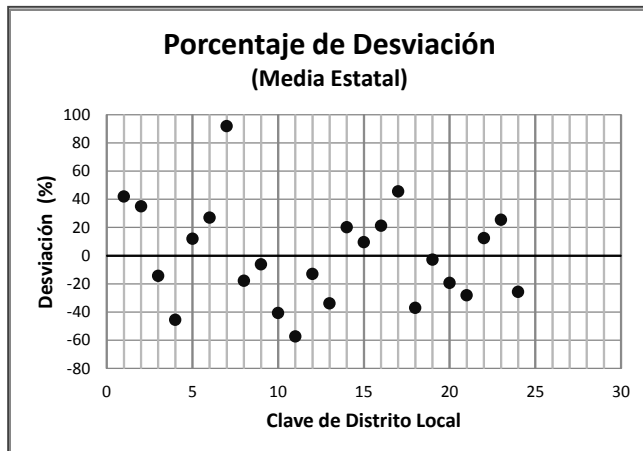 Porcentaje de Desviación
(Media Estatal)
Desviación (%)
100
80
60
40
20
0
-20
-40
-60
-80
0 5 10 15 20 25 30
Clave de Distrito Local